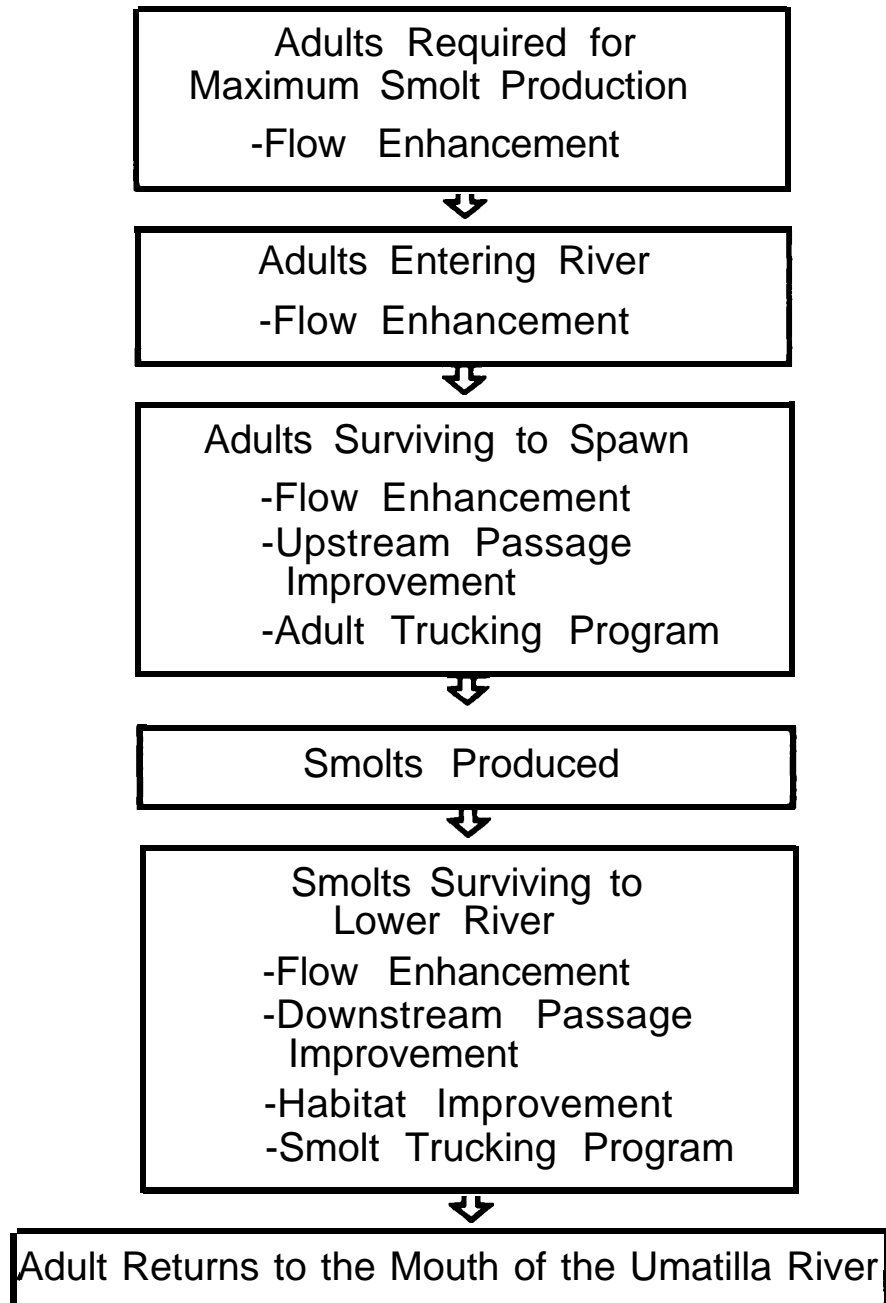 Adults Required for
Maximum Smolt Production
-Flow Enhancement
Adults Entering River
-Flow Enhancement
Adults Surviving to Spawn
-Flow Enhancement
-Upstream Passage
Improvement
-Adult Trucking Program
Smolts Produced
Smolts Surviving to
Lower River
-Flow Enhancement
-Downstream Passage
Improvement
-Habitat Improvement
-Smolt Trucking Program
Adult Returns to the Mouth of the Umatilla River